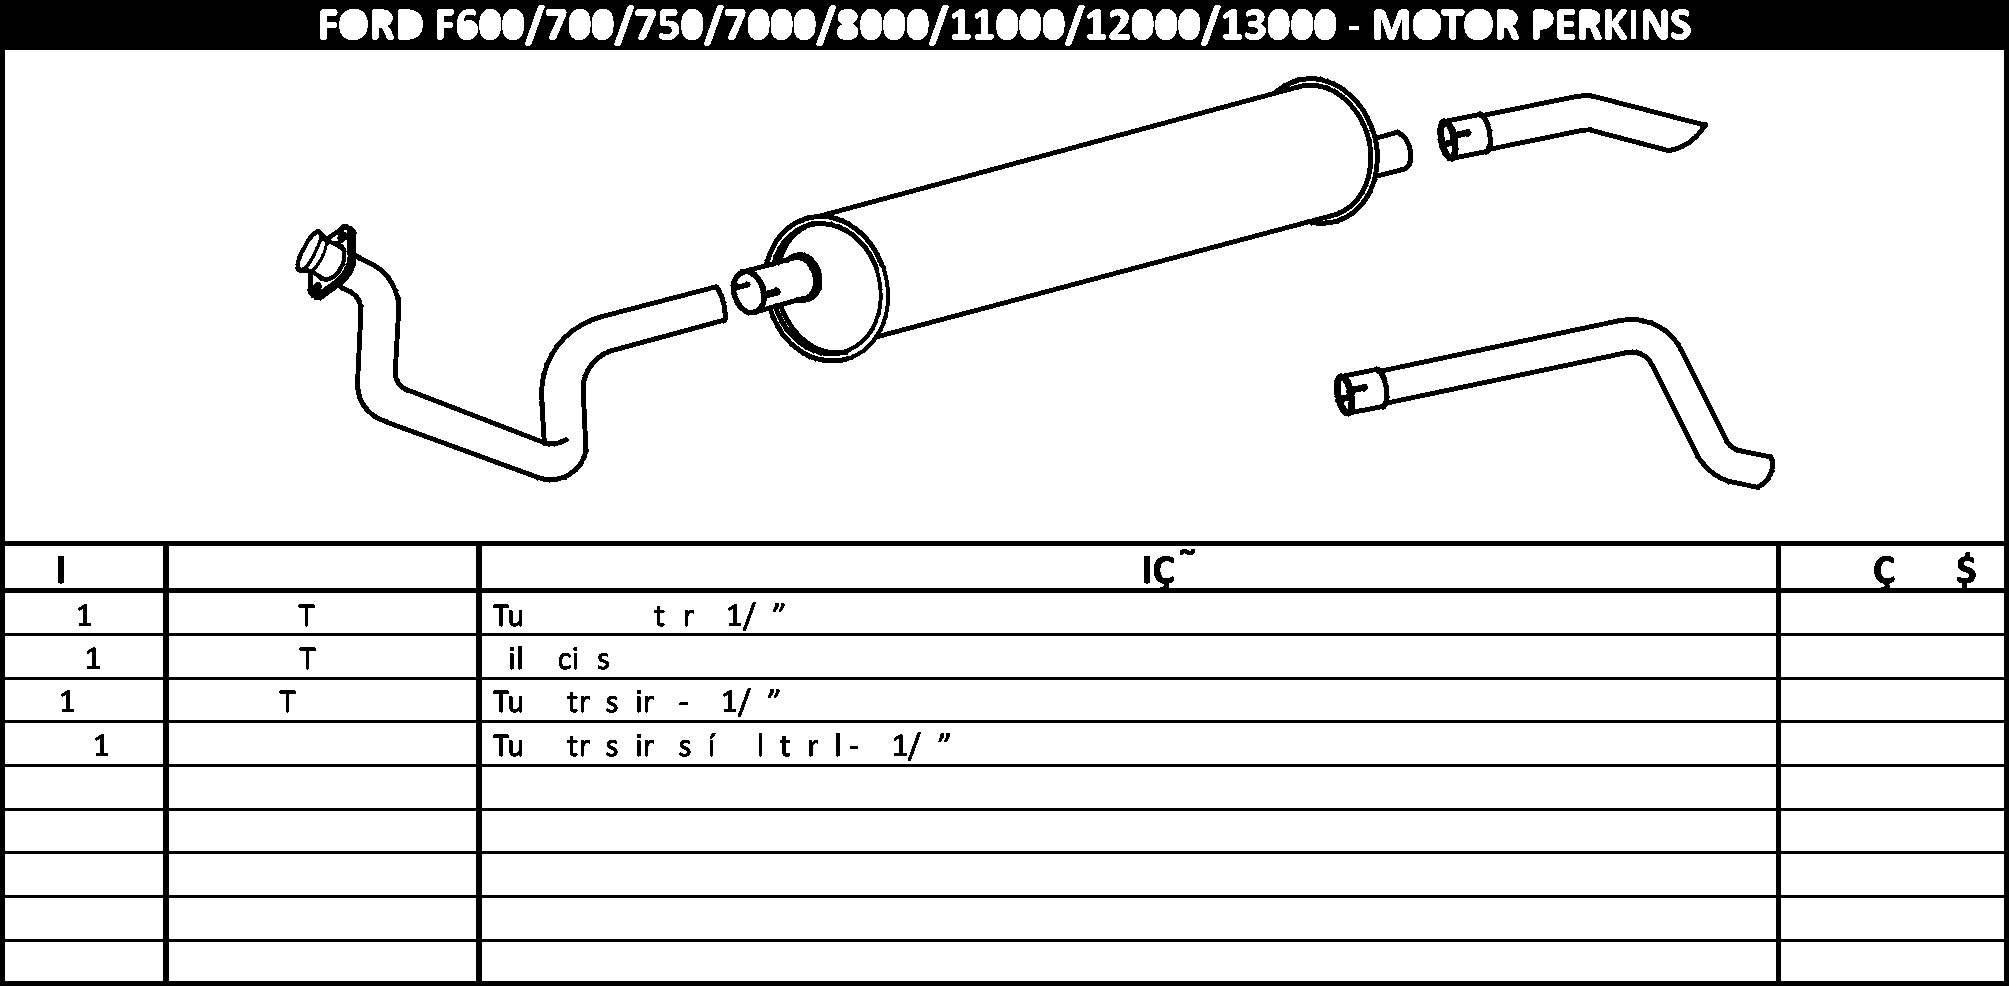 FORD F600/700/750/7000/8000/11000/12000/13000 - MOTOR PERKINS
I IÇ˜ Ç $
1 T Tu t r 1/ ”
1 T il ci s
1 T Tu tr s ir - 1/ ”
1 Tu tr s ir s í l t r l - 1/ ”